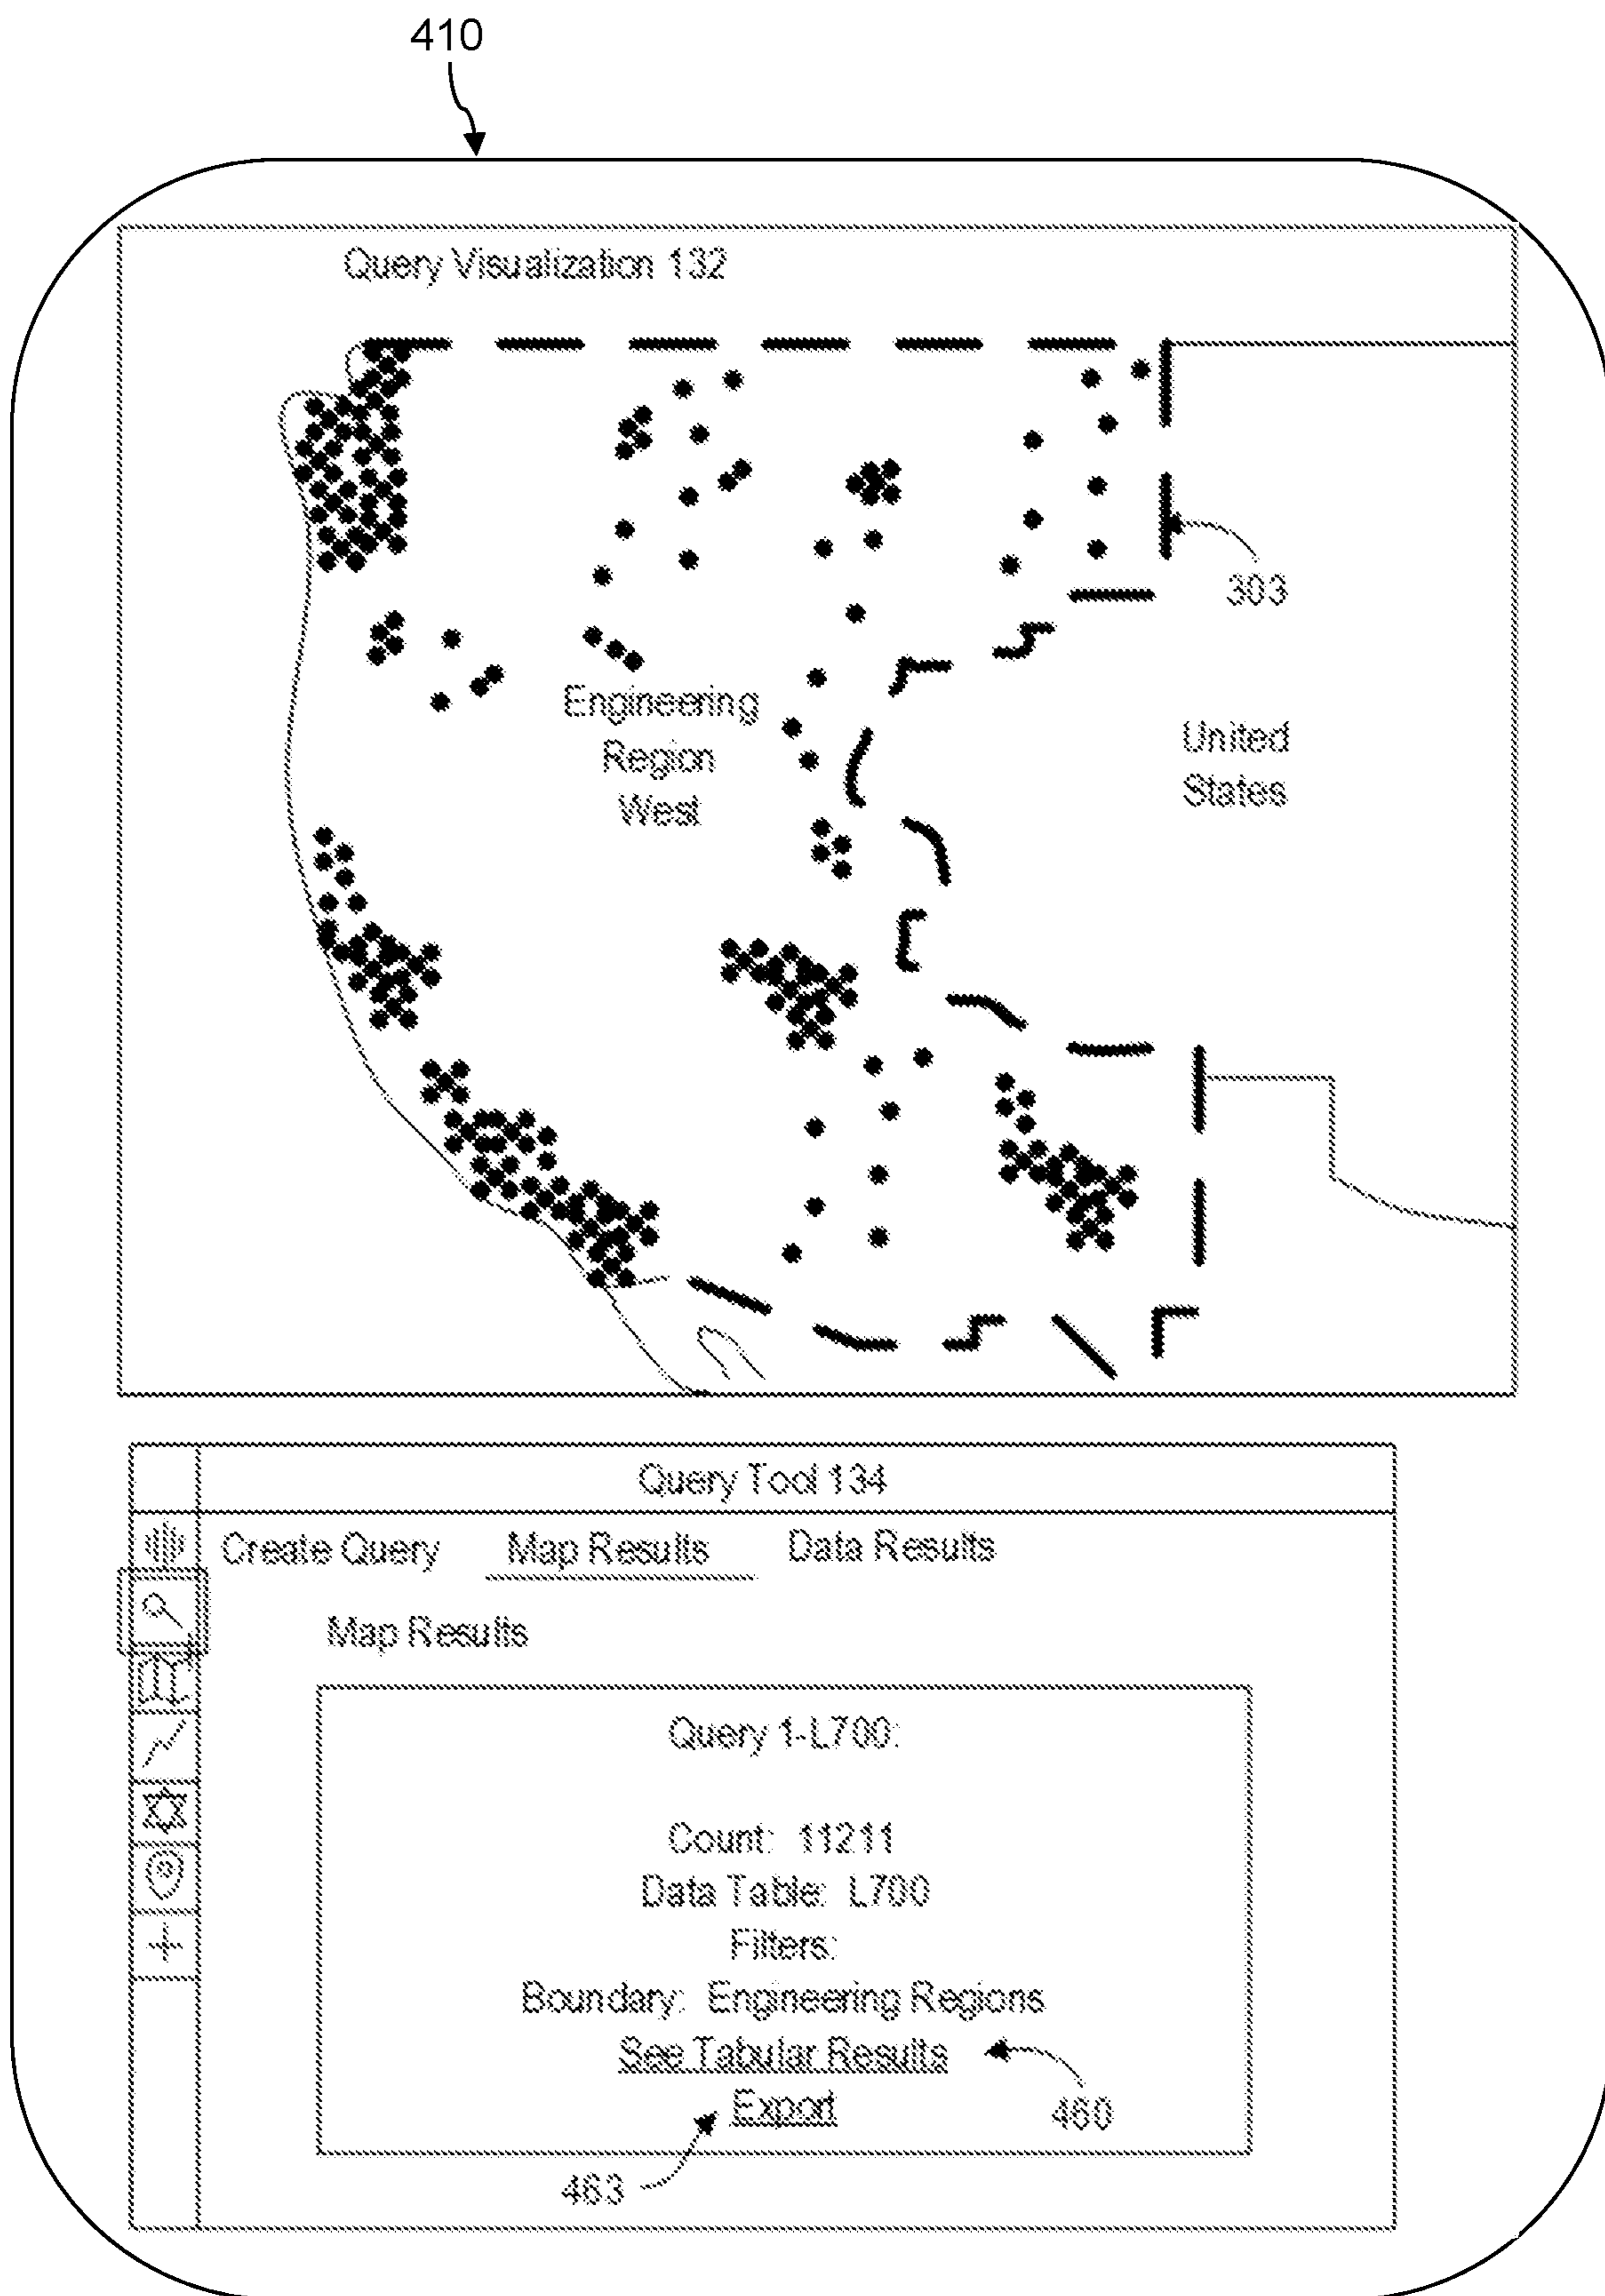 410
Query Visualization 132
303
Engineering
Region
West
United
States
Query Tool 134
Create Query Map Results Data Results
Map Results
Query 1-L700:
Count: 11211
Data Table: L700
Filters:
Boundary: Engineering Regions
See Tabular Results
Export
460
463